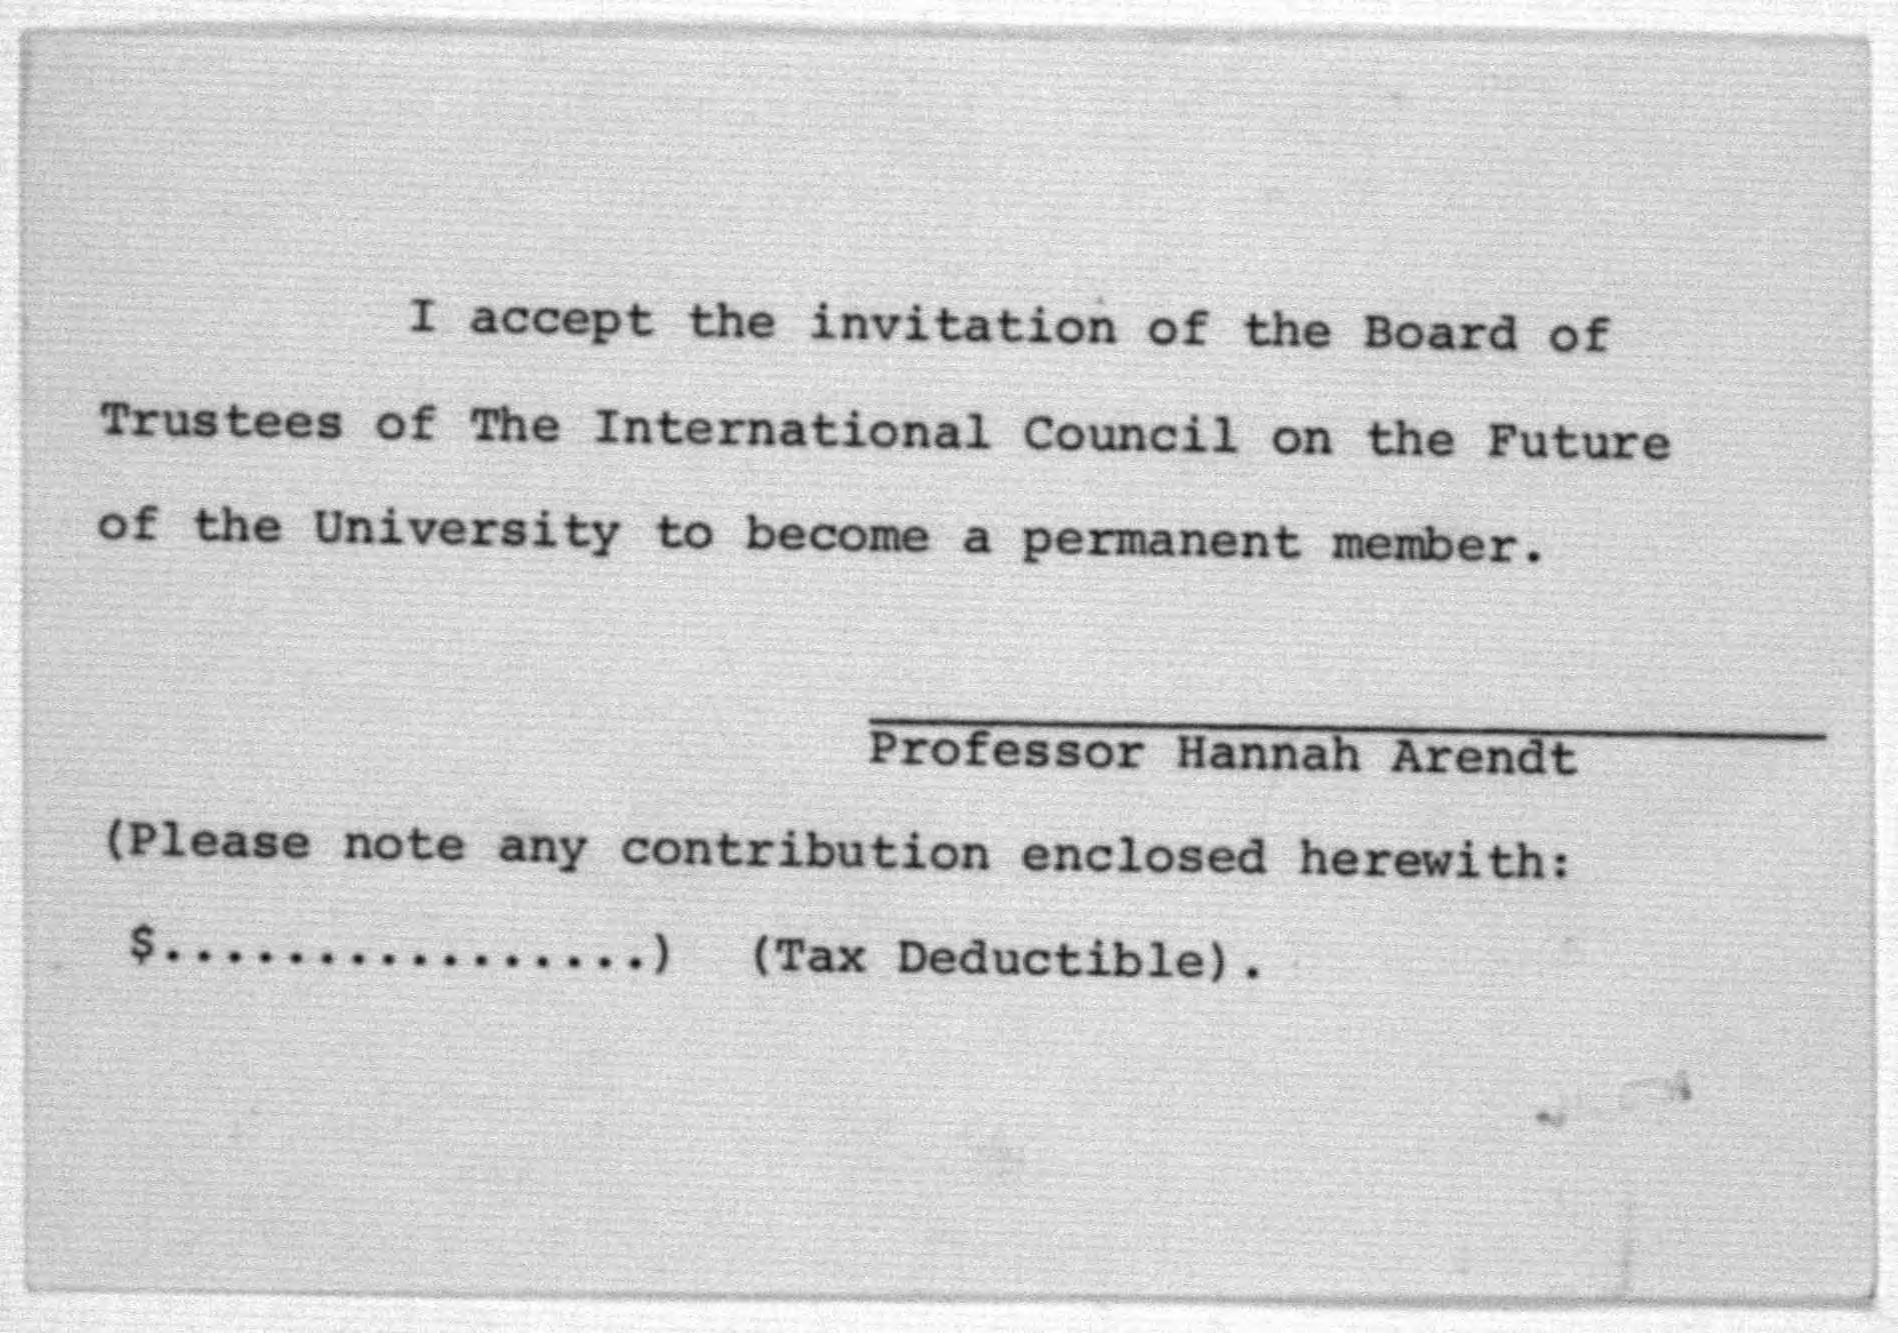 I accept the invitation of the Board of
Trustees of The International Council on the Future
of the University to become a permanent member.
Professor Hannah Arendt
(Please note any contribution enclosed herewith:
$................) (Tax Deductible).